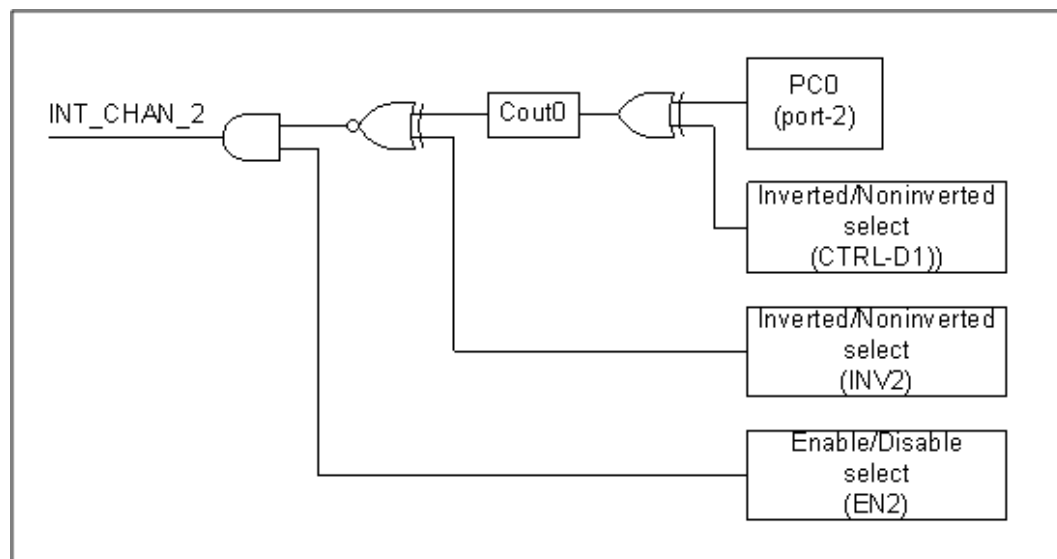 INT_CHAN_2
Cout0
PC0
(port-2)
Inverted/Noninverted
select
(CTRL-D1))
Inverted/Noninverted
select
(INV2)
Enable/Disable
select
(EN2)